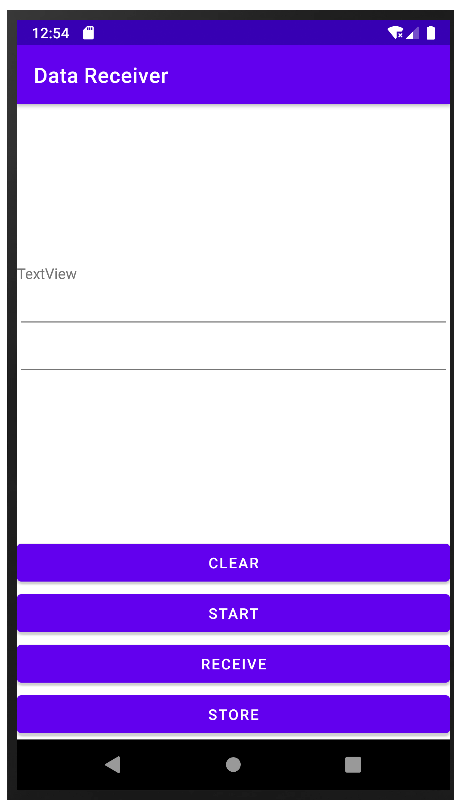 12:54
Data Receiver
TextView
CLEAR
START
RECEIVE
STORE